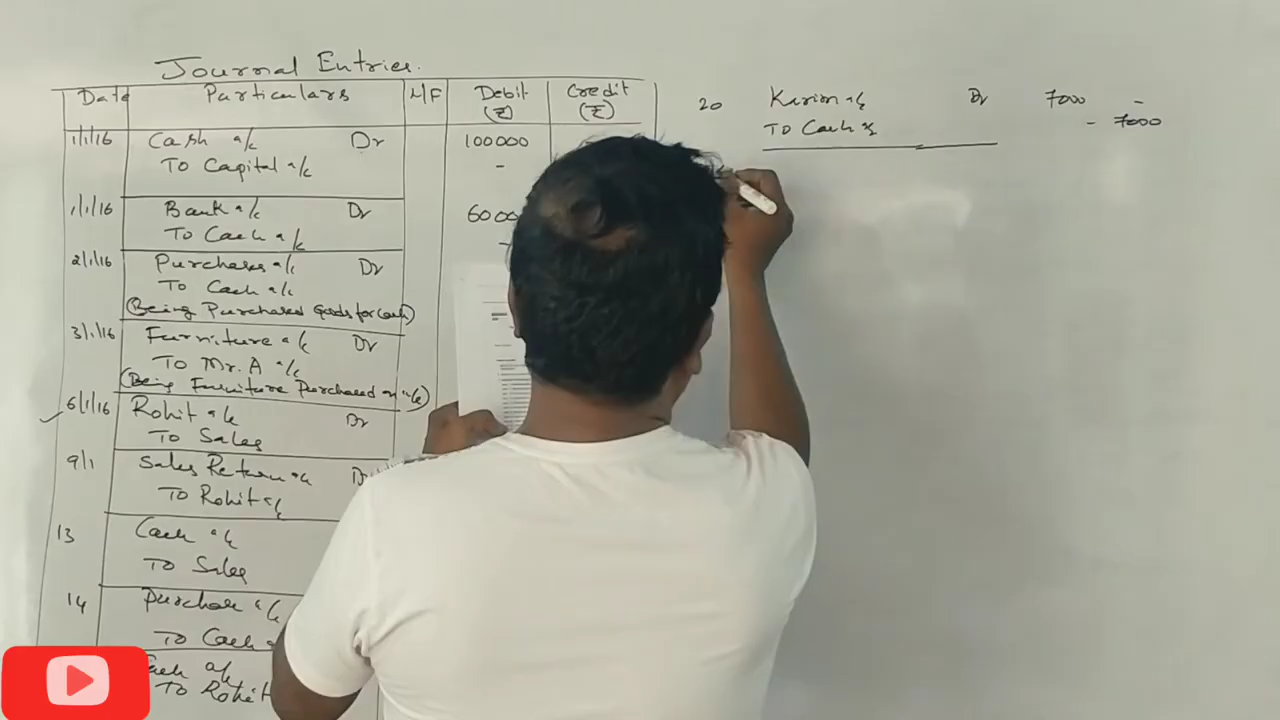 Journal Entries.
Date Particulars L/F Debit (₹) Credit (₹)
1/1/16 Cash a/c Dr 100000
To Capital a/c -
1/1/16 Bank a/c Dr 6000
To Cash a/c -
2/1/16 Purchases a/c Dr
To Cash a/c
(Being Purchased Goods for Cash)
3/1/16 Furniture a/c Dr
To Mr. A a/c
(Being Furniture Purchased on a/c)
6/1/16 Rohit a/c Dr
To Sales
9/1 Sales Return a/c D
To Rohit a/c
13 Cash a/c
To Sales
14 Purchase a/c
To Cash a
Cash a/c
To Rohit
20 Karim a/c Dr 7000 -
To Cash a/c - 7000